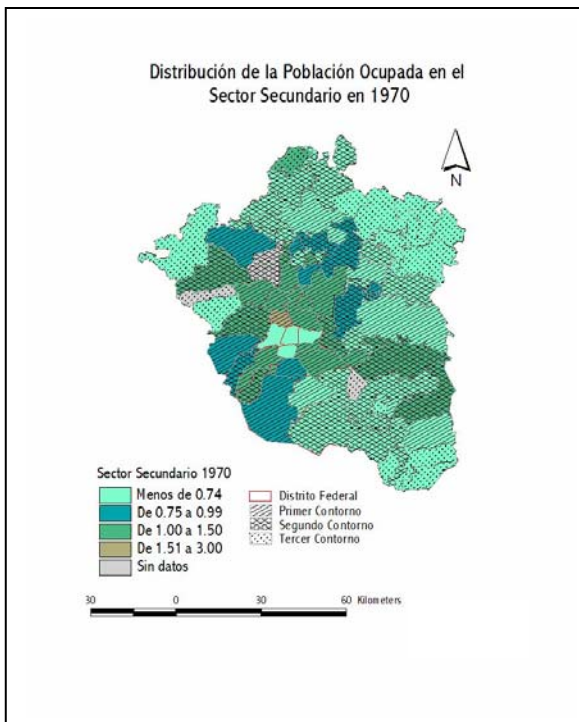 Distribución de la Población Ocupada en el
Sector Secundario en 1970
N
Sector Secundario 1970
Menos de 0.74
De 0.75 a 0.99
De 1.00 a 1.50
De 1.51 a 3.00
Sin datos
Distrito Federal
Primer Contorno
Segundo Contorno
Tercer Contorno
30 0 30 60 Kilometers